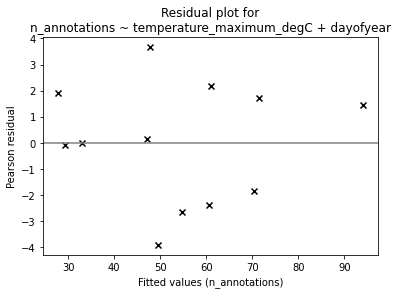 Residual plot for
n_annotations ~ temperature_maximum_degC + dayofyear
4
3
2
1
0
−1
−2
−3
−4
Pearson residual
30 40 50 60 70 80 90
Fitted values (n_annotations)